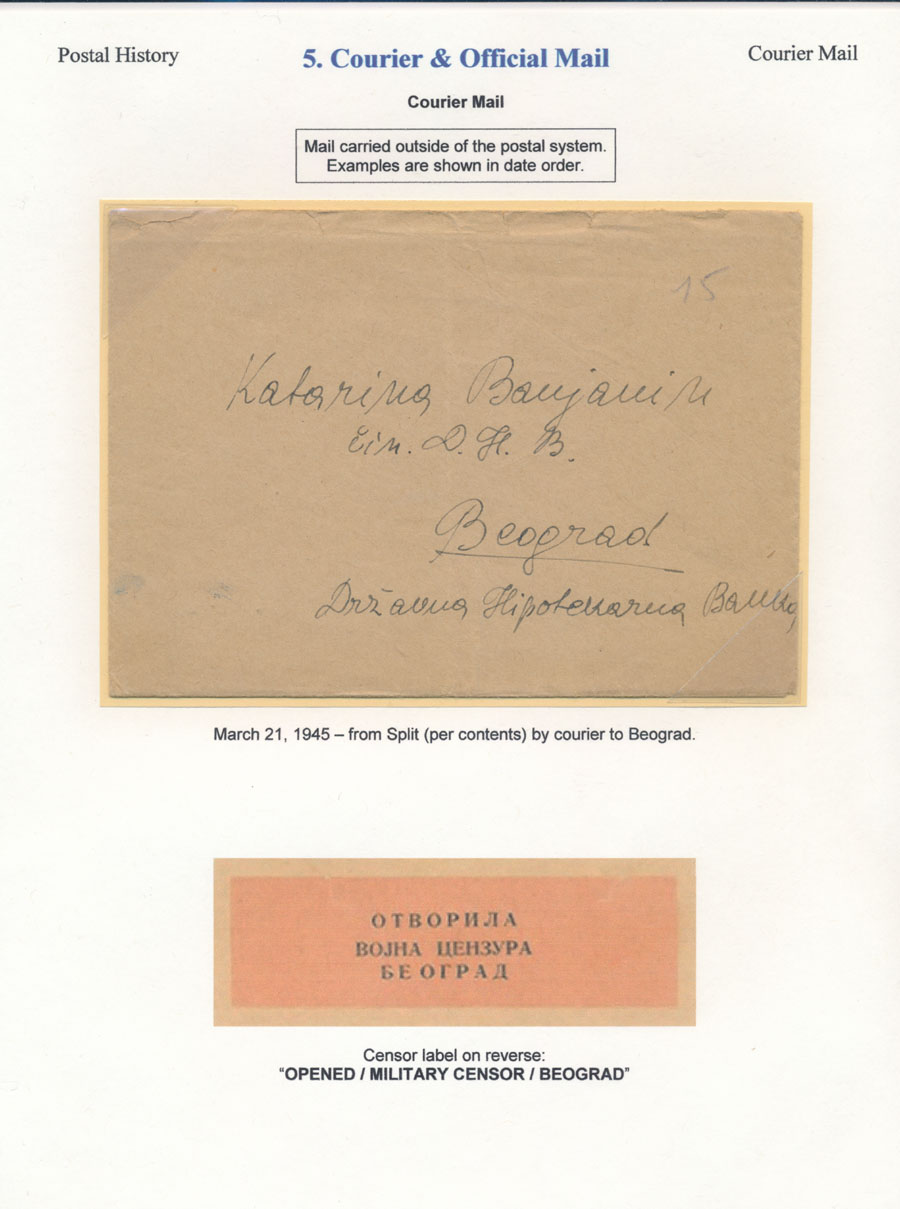 Postal History
5. Courier & Official Mail
Courier Mail
Courier Mail
Mail carried outside of the postal system.
Examples are shown in date order.
15
Katarina Banjanin
čin. D. H. B.
Beograd
Državna Hipotekarna Banka
March 21, 1945 – from Split (per contents) by courier to Beograd.
ОТВОРИЛА
ВОЈНА ЦЕНЗУРА
БЕОГРАД
Censor label on reverse:
“OPENED / MILITARY CENSOR / BEOGRAD”